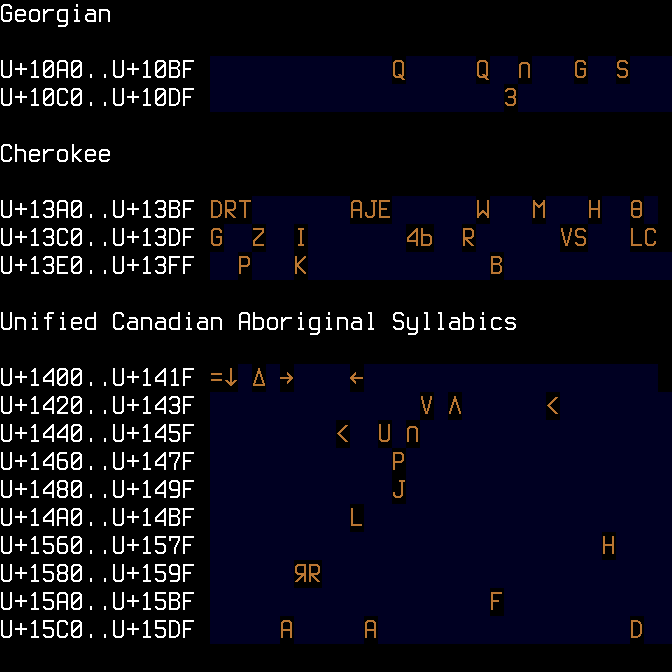 Georgian
U+10A0..U+10BF Q Q ∩ G S
U+10C0..U+10DF 3
Cherokee
U+13A0..U+13BF DRT AJE W M H 8
U+13C0..U+13DF G Z I 4b R VS LC
U+13E0..U+13FF P K B
Unified Canadian Aboriginal Syllabics
U+1400..U+141F =↓ Δ → ←
U+1420..U+143F V Λ <
U+1440..U+145F < U ∩
U+1460..U+147F P
U+1480..U+149F J
U+14A0..U+14BF L
U+1560..U+157F H
U+1580..U+159F ЯR
U+15A0..U+15BF F
U+15C0..U+15DF A A D